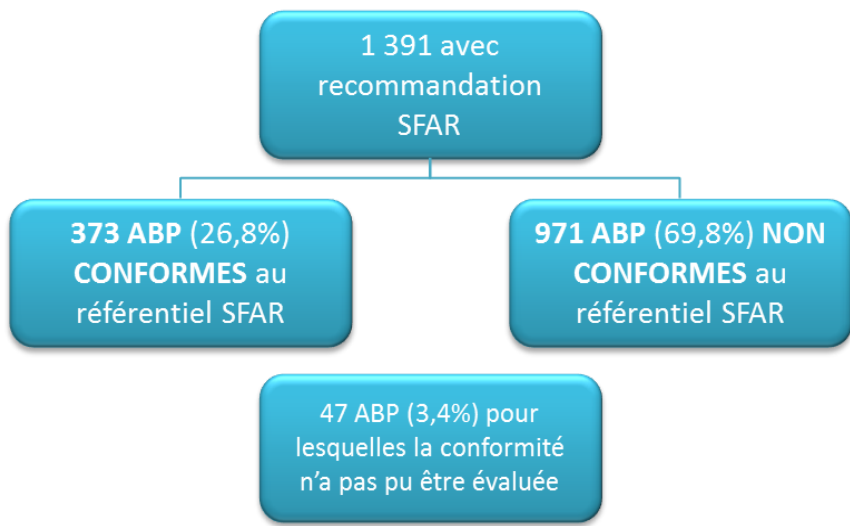 1 391 avec
recommandation
SFAR
373 ABP (26,8%)
CONFORMES au
référentiel SFAR
971 ABP (69,8%) NON
CONFORMES au
référentiel SFAR
47 ABP (3,4%) pour
lesquelles la conformité
n’a pas pu être évaluée